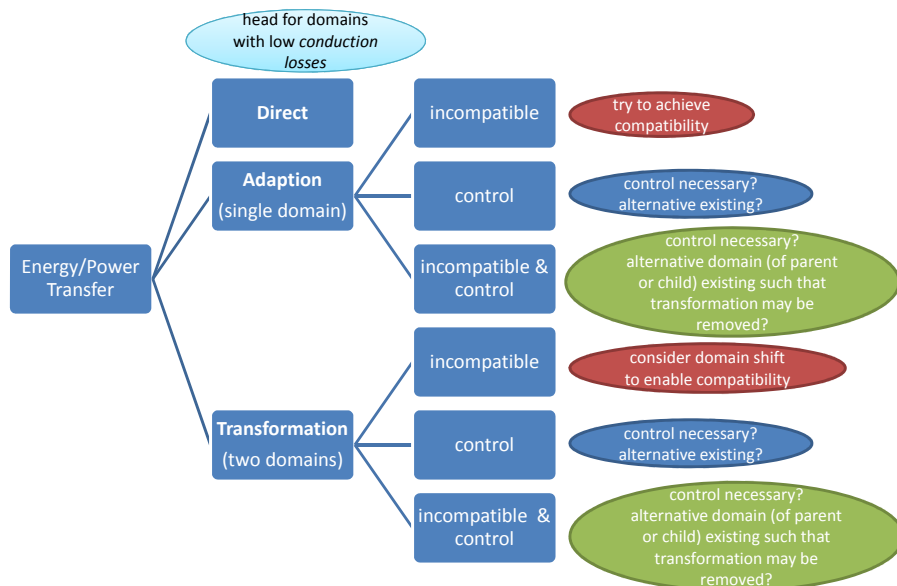 head for domains
with low conduction
losses
Direct
incompatible
try to achieve
compatibility
Adaption
(single domain)
control
control necessary?
alternative existing?
Energy/Power
Transfer
incompatible &
control
control necessary?
alternative domain (of parent
or child) existing such that
transformation may be
removed?
incompatible
consider domain shift
to enable compatibility
Transformation
(two domains)
control
control necessary?
alternative existing?
incompatible &
control
control necessary?
alternative domain (of parent
or child) existing such that
transformation may be
removed?